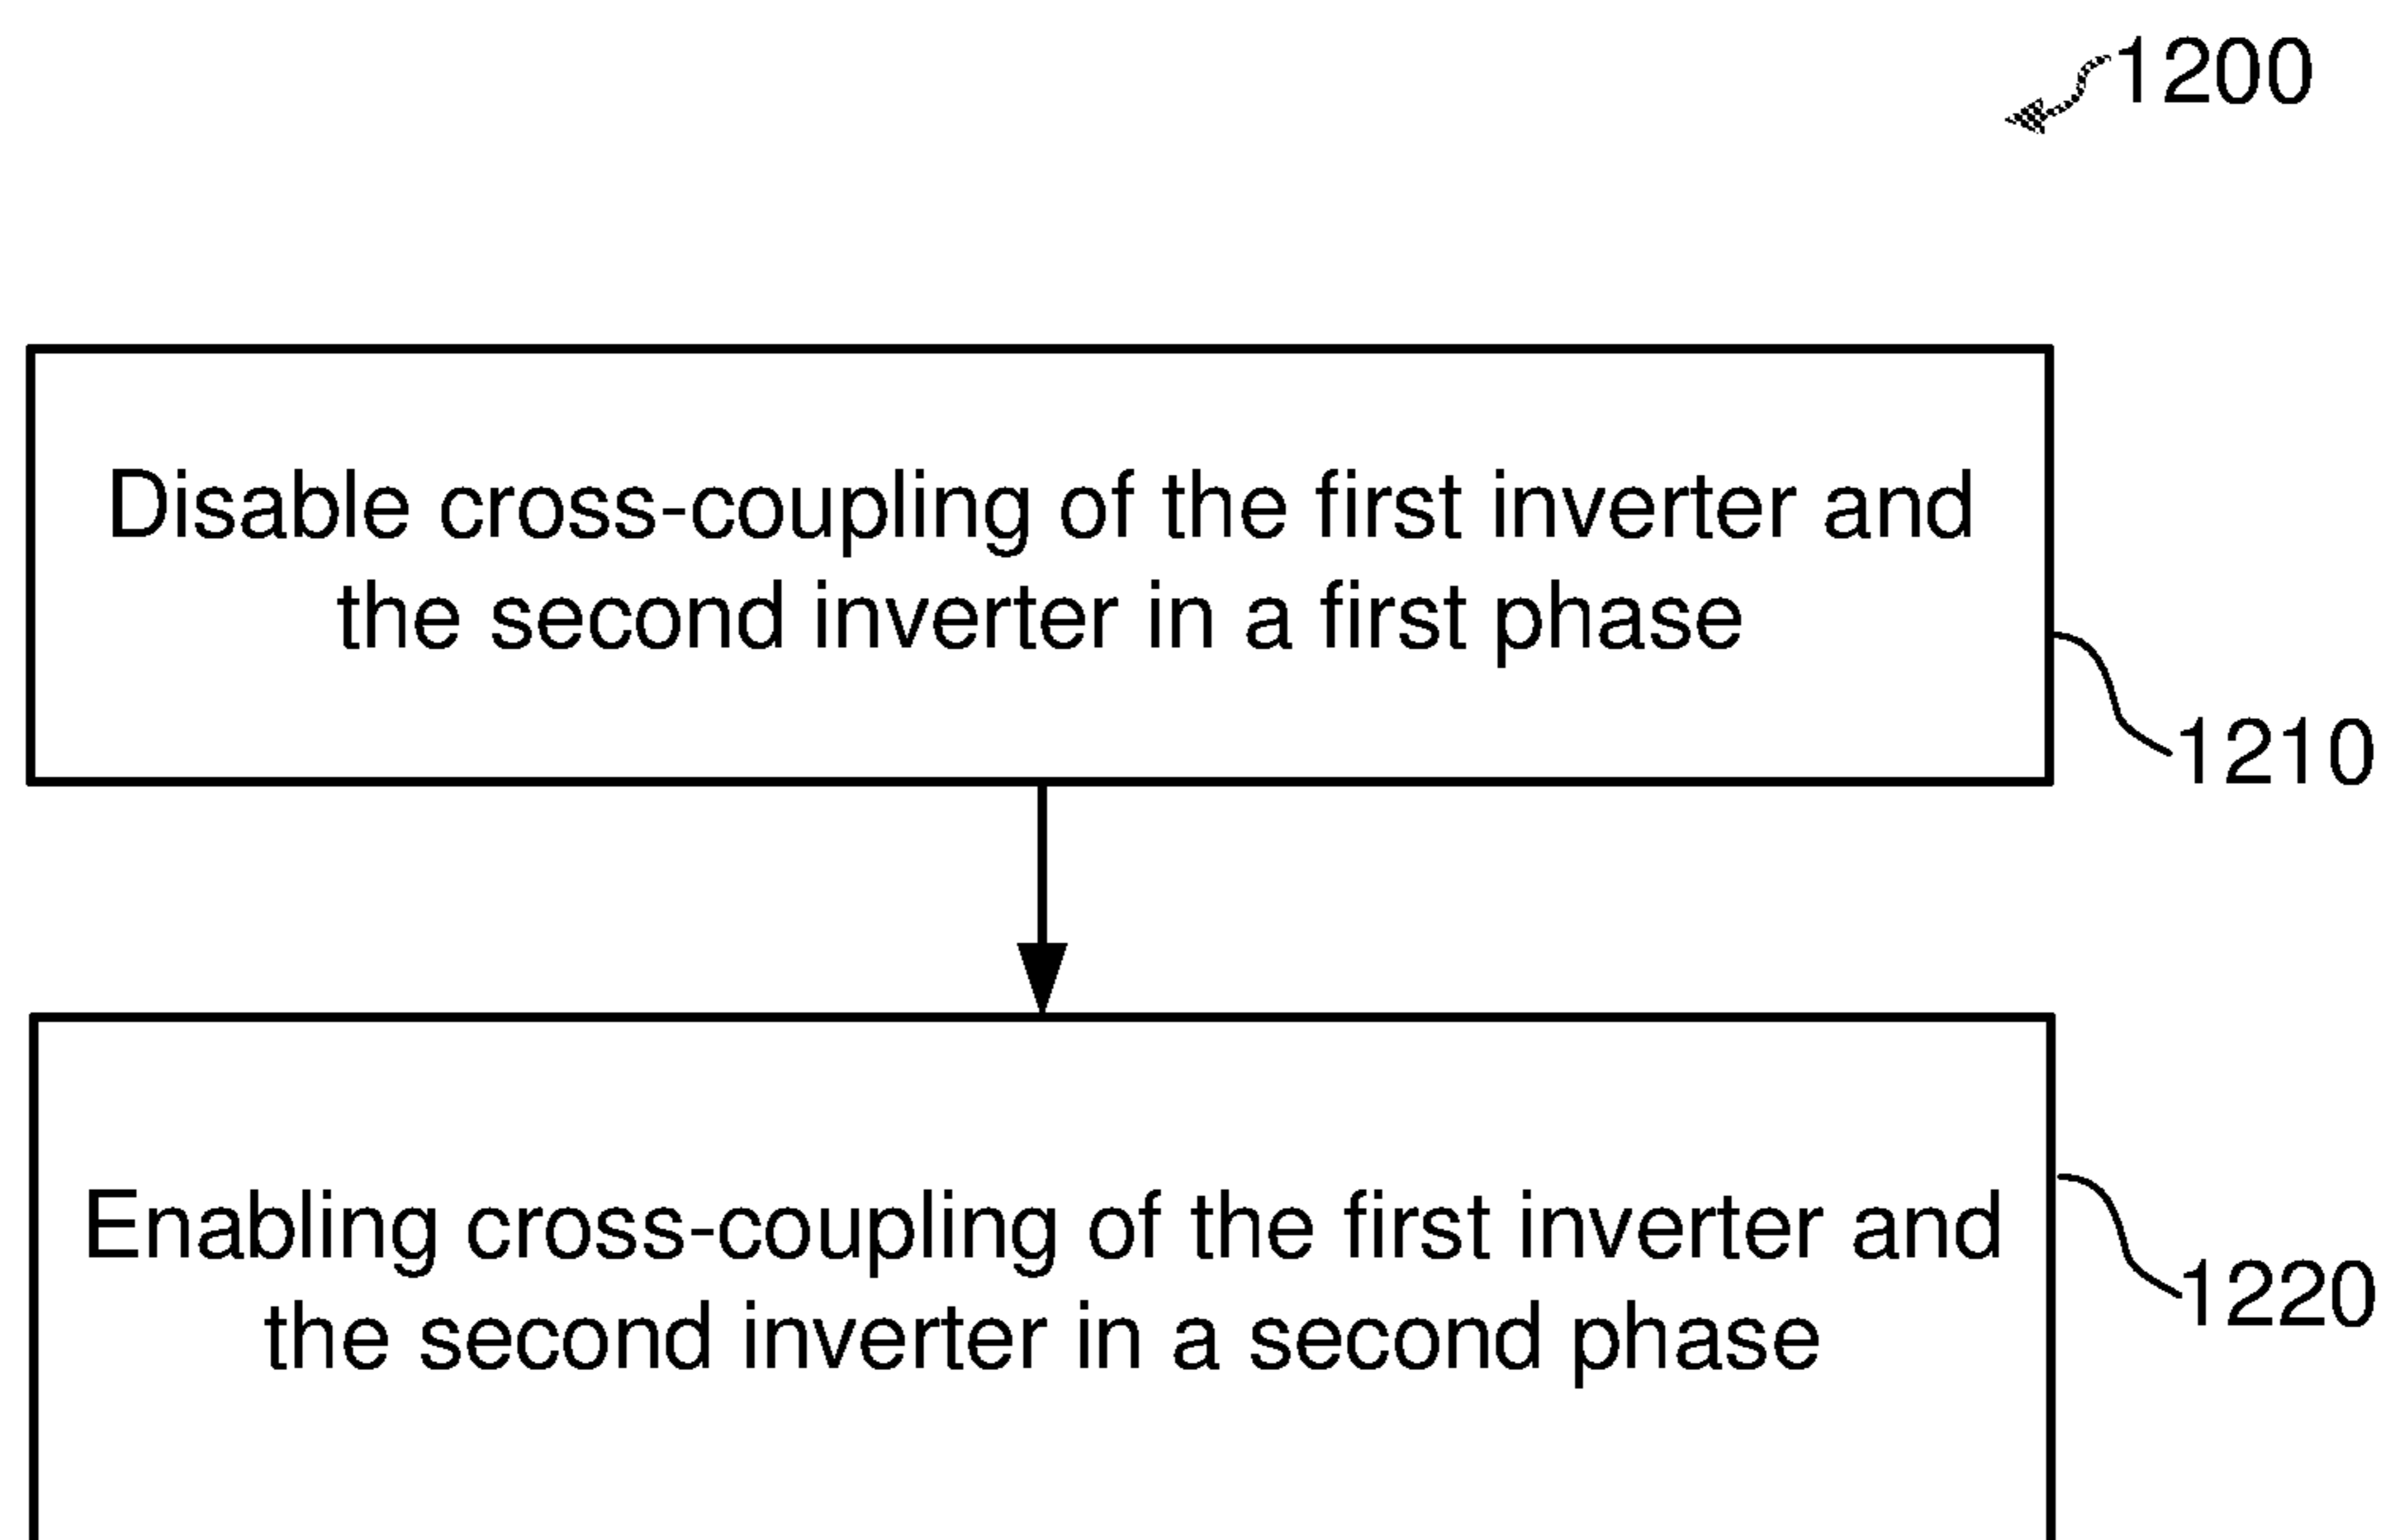 1200
Disable cross-coupling of the first inverter and
the second inverter in a first phase
1210
Enabling cross-coupling of the first inverter and
the second inverter in a second phase
1220